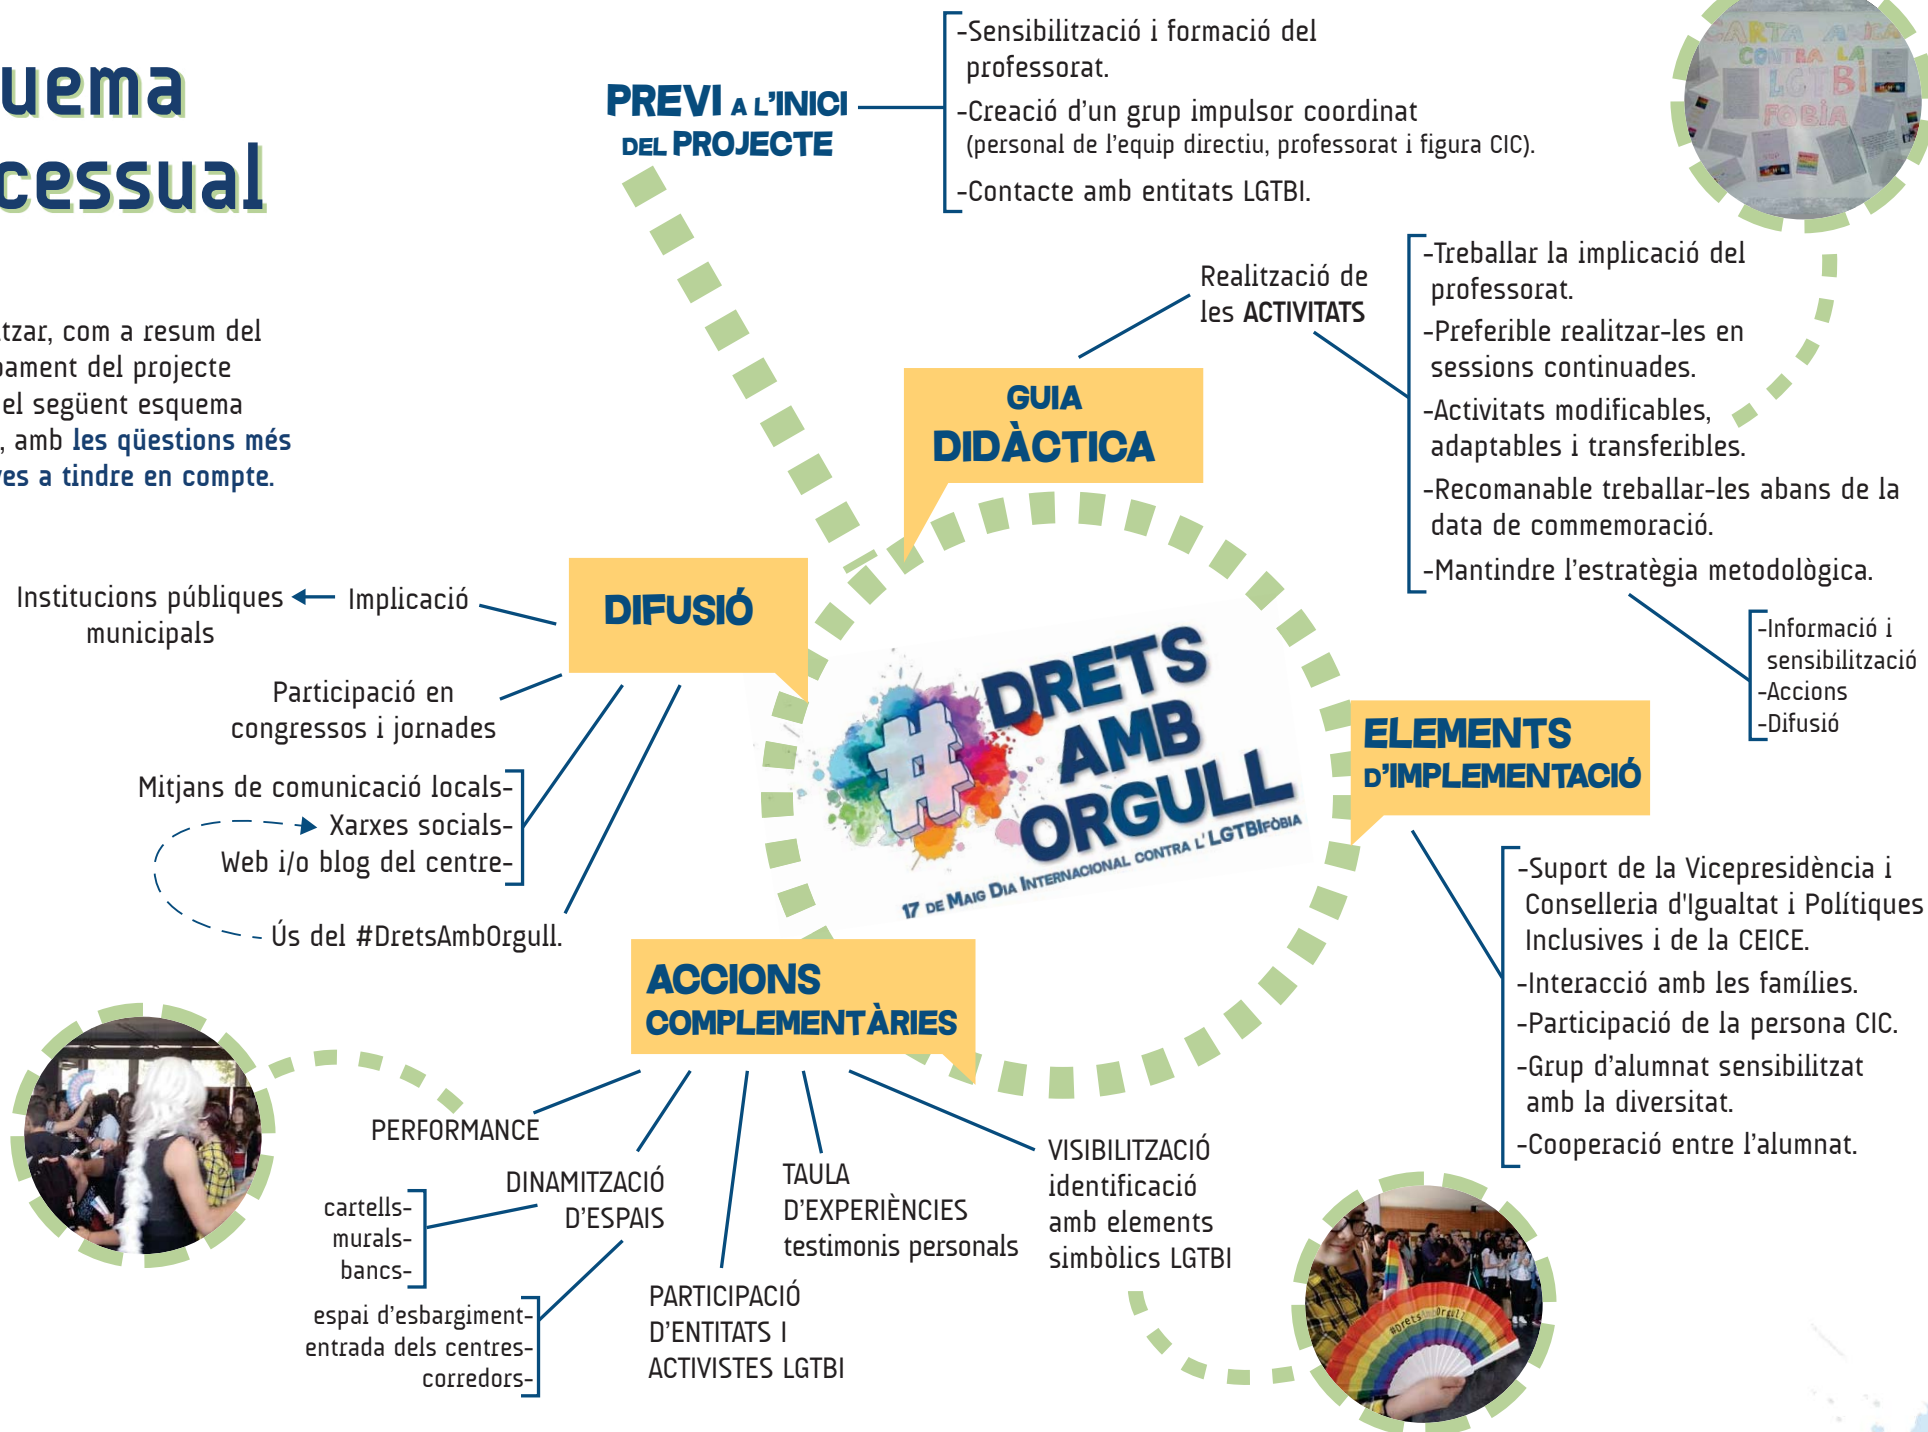 uema
cessual
tzar, com a resum del
pament del projecte
el següent esquema
, amb les qüestions més
ves a tindre en compte.
PREVI A L'INICI
DEL PROJECTE
-Sensibilització i formació del
professorat.
-Creació d'un grup impulsor coordinat
(personal de l'equip directiu, professorat i figura CIC).
-Contacte amb entitats LGTBI.
CONTRA LA
LGTBI
FOBIA
GUIA
DIDÀCTICA
Realització de
les ACTIVITATS
-Treballar la implicació del
professorat.
-Preferible realitzar-les en
sessions continuades.
-Activitats modificables,
adaptables i transferibles.
-Recomanable treballar-les abans de la
data de commemoració.
-Mantindre l'estratègia metodològica.
-Informació i
sensibilització
-Accions
-Difusió
DIFUSIÓ
Implicació
Institucions públiques
municipals
Participació en
congressos i jornades
Mitjans de comunicació locals-
Xarxes socials-
Web i/o blog del centre-
Ús del #DretsAmbOrgull.
# DRETS
AMB
ORGULL
17 DE MAIG DIA INTERNACIONAL CONTRA L'LGTBIFÒBIA
ELEMENTS
D'IMPLEMENTACIÓ
-Suport de la Vicepresidència i
Conselleria d'Igualtat i Polítiques
Inclusives i de la CEICE.
-Interacció amb les famílies.
-Participació de la persona CIC.
-Grup d'alumnat sensibilitzat
amb la diversitat.
-Cooperació entre l'alumnat.
ACCIONS
COMPLEMENTÀRIES
PERFORMANCE
DINAMITZACIÓ
D'ESPAIS
cartells-
murals-
bancs-
espai d'esbargiment-
entrada dels centres-
corredors-
PARTICIPACIÓ
D'ENTITATS I
ACTIVISTES LGTBI
TAULA
D'EXPERIÈNCIES
testimonis personals
VISIBILITZACIÓ
identificació
amb elements
simbòlics LGTBI
#DretsAmbOrgull